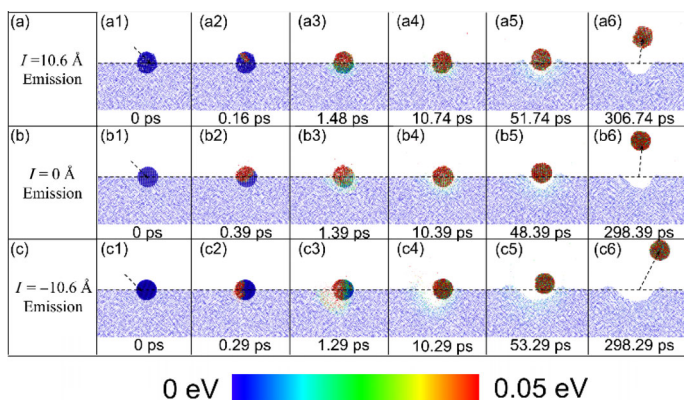 (a) (a1) (a2) (a3) (a4) (a5) (a6)
I = 10.6 Å
Emission
0 ps 0.16 ps 1.48 ps 10.74 ps 51.74 ps 306.74 ps
(b) (b1) (b2) (b3) (b4) (b5) (b6)
I = 0 Å
Emission
0 ps 0.39 ps 1.39 ps 10.39 ps 48.39 ps 298.39 ps
(c) (c1) (c2) (c3) (c4) (c5) (c6)
I = −10.6 Å
Emission
0 ps 0.29 ps 1.29 ps 10.29 ps 53.29 ps 298.29 ps
0 eV 0.05 eV